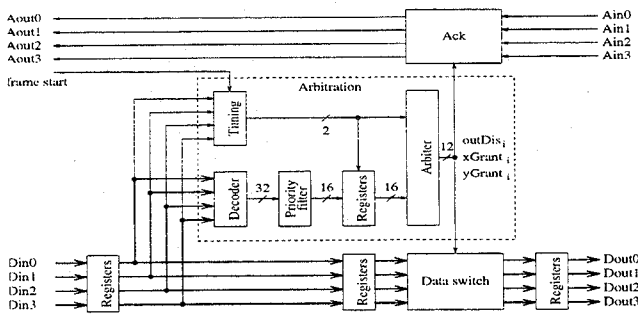 Aout0
Aout1
Aout2
Aout3
Ack
Ain0
Ain1
Ain2
Ain3
frame start
Arbitration
Timing
2
Arbiter
12
outDis i
xGrant i
yGrant i
Decoder
32
Priority
filter
16
Registers
16
Din0
Din1
Din2
Din3
Registers
Registers
Data switch
Registers
Dout0
Dout1
Dout2
Dout3